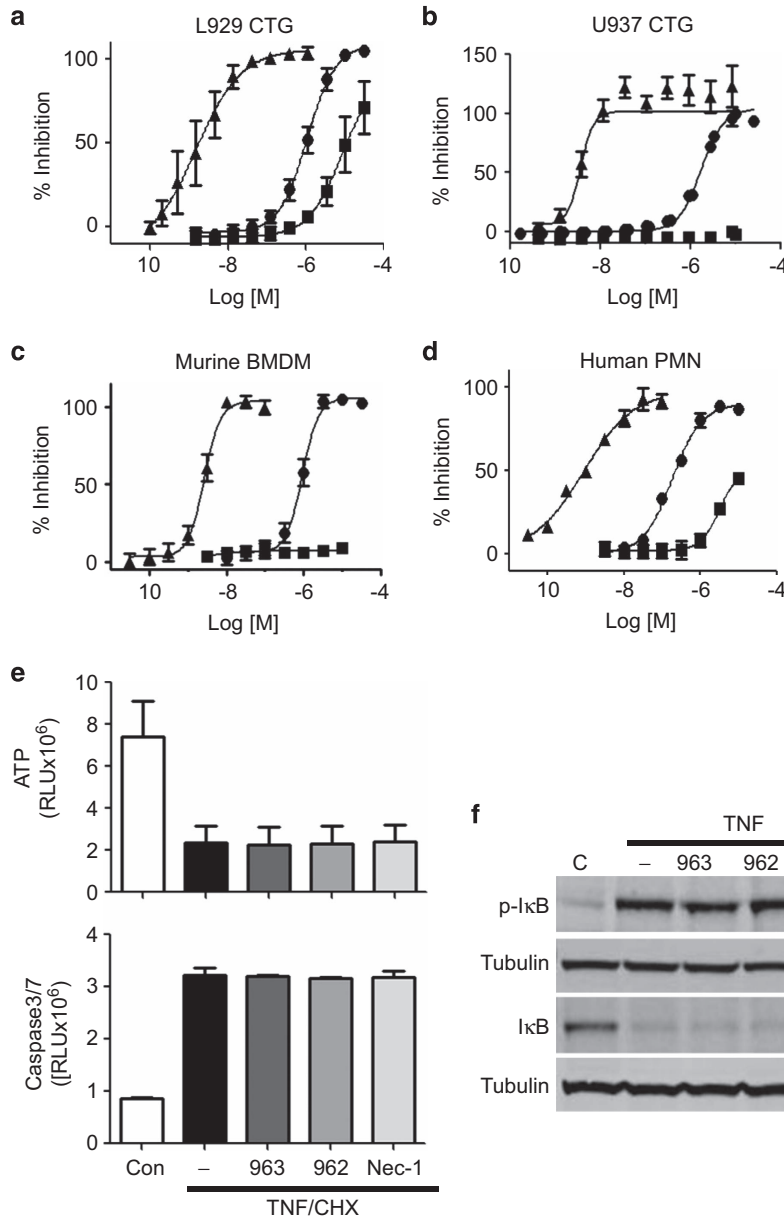 a
L929 CTG
% Inhibition
100
50
0
10 -8 -6 -4
Log [M]
b
U937 CTG
% Inhibition
150
100
50
0
10 -8 -6 -4
Log [M]
c
Murine BMDM
% Inhibition
100
50
0
10 -8 -6 -4
Log [M]
d
Human PMN
% Inhibition
100
50
0
10 -8 -6 -4
Log [M]
e
ATP
(RLUx10⁶)
10
8
6
4
2
0
Caspase3/7
([RLUx10⁶)
4
3
2
1
0
Con – 963 962 Nec-1
TNF/CHX
f
TNF
C – 963 962
p-IκB
Tubulin
IκB
Tubulin